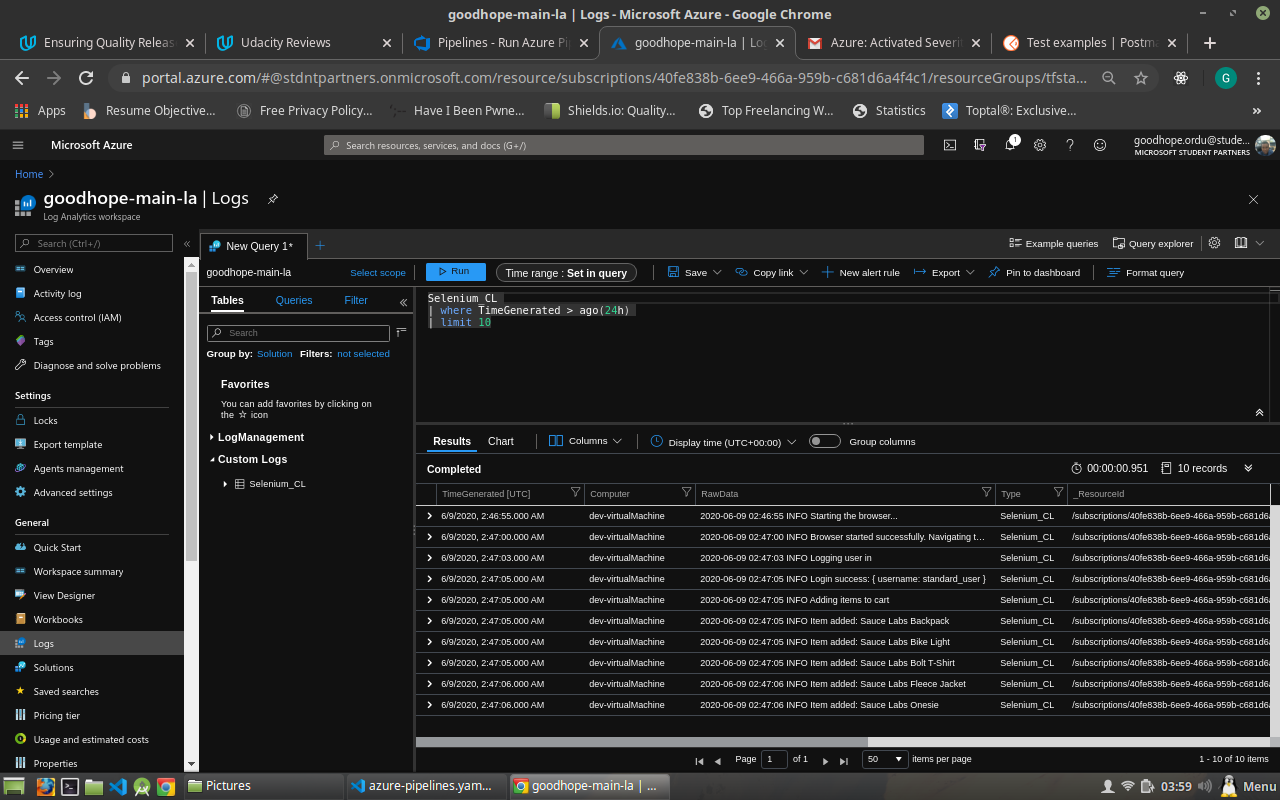 goodhope-main-la | Logs - Microsoft Azure - Google Chrome
Ensuring Quality Releas
Udacity Reviews
Pipelines - Run Azure Pi
goodhope-main-la | Lo
Azure: Activated Severi
Test examples | Postm
portal.azure.com/#@stdntpartners.onmicrosoft.com/resource/subscriptions/40fe838b-6ee9-466a-959b-c681d6a4f4c1/resourceGroups/tfsta...
G
Apps
Resume Objective...
Free Privacy Policy...
Have I Been Pwne...
Shields.io: Quality...
Top Freelancing W...
Statistics
Toptal®: Exclusive...
»
Microsoft Azure
Search resources, services, and docs (G+/)
1
goodhope.ordu@stude...
MICROSOFT STUDENT PARTNERS
Home
goodhope-main-la | Logs
Log Analytics workspace
Search (Ctrl+/)
Overview
Activity log
Access control (IAM)
Tags
Diagnose and solve problems
Settings
Locks
Export template
Agents management
Advanced settings
General
Quick Start
Workspace summary
View Designer
Workbooks
Logs
Solutions
Saved searches
Pricing tier
Usage and estimated costs
Properties
New Query 1*
Example queries
Query explorer
goodhope-main-la
Select scope
Run
Time range : Set in query
Save
Copy link
New alert rule
Export
Pin to dashboard
Format query
Tables
Queries
Filter
Search
Group by: Solution Filters: not selected
Favorites
You can add favorites by clicking on
the ☆ icon
LogManagement
Custom Logs
Selenium_CL
Selenium_CL
| where TimeGenerated > ago(24h)
| limit 10
Results
Chart
Columns
Display time (UTC+00:00)
Group columns
Completed
00:00:00.951
10 records
TimeGenerated [UTC] Computer RawData Type _ResourceId
6/9/2020, 2:46:55.000 AM dev-virtualMachine 2020-06-09 02:46:55 INFO Starting the browser... Selenium_CL /subscriptions/40fe838b-6ee9-466a-959b-c681d6a
6/9/2020, 2:47:00.000 AM dev-virtualMachine 2020-06-09 02:47:00 INFO Browser started successfully. Navigating t... Selenium_CL /subscriptions/40fe838b-6ee9-466a-959b-c681d6a
6/9/2020, 2:47:03.000 AM dev-virtualMachine 2020-06-09 02:47:03 INFO Logging user in Selenium_CL /subscriptions/40fe838b-6ee9-466a-959b-c681d6a
6/9/2020, 2:47:05.000 AM dev-virtualMachine 2020-06-09 02:47:05 INFO Login success: { username: standard_user } Selenium_CL /subscriptions/40fe838b-6ee9-466a-959b-c681d6a
6/9/2020, 2:47:05.000 AM dev-virtualMachine 2020-06-09 02:47:05 INFO Adding items to cart Selenium_CL /subscriptions/40fe838b-6ee9-466a-959b-c681d6a
6/9/2020, 2:47:05.000 AM dev-virtualMachine 2020-06-09 02:47:05 INFO Item added: Sauce Labs Backpack Selenium_CL /subscriptions/40fe838b-6ee9-466a-959b-c681d6a
6/9/2020, 2:47:05.000 AM dev-virtualMachine 2020-06-09 02:47:05 INFO Item added: Sauce Labs Bike Light Selenium_CL /subscriptions/40fe838b-6ee9-466a-959b-c681d6a
6/9/2020, 2:47:05.000 AM dev-virtualMachine 2020-06-09 02:47:05 INFO Item added: Sauce Labs Bolt T-Shirt Selenium_CL /subscriptions/40fe838b-6ee9-466a-959b-c681d6a
6/9/2020, 2:47:06.000 AM dev-virtualMachine 2020-06-09 02:47:06 INFO Item added: Sauce Labs Fleece Jacket Selenium_CL /subscriptions/40fe838b-6ee9-466a-959b-c681d6a
6/9/2020, 2:47:06.000 AM dev-virtualMachine 2020-06-09 02:47:06 INFO Item added: Sauce Labs Onesie Selenium_CL /subscriptions/40fe838b-6ee9-466a-959b-c681d6a
Page 1 of 1
50 items per page
1 - 10 of 10 items
Pictures
azure-pipelines.yam...
goodhope-main-la | ...
03:59
Menu